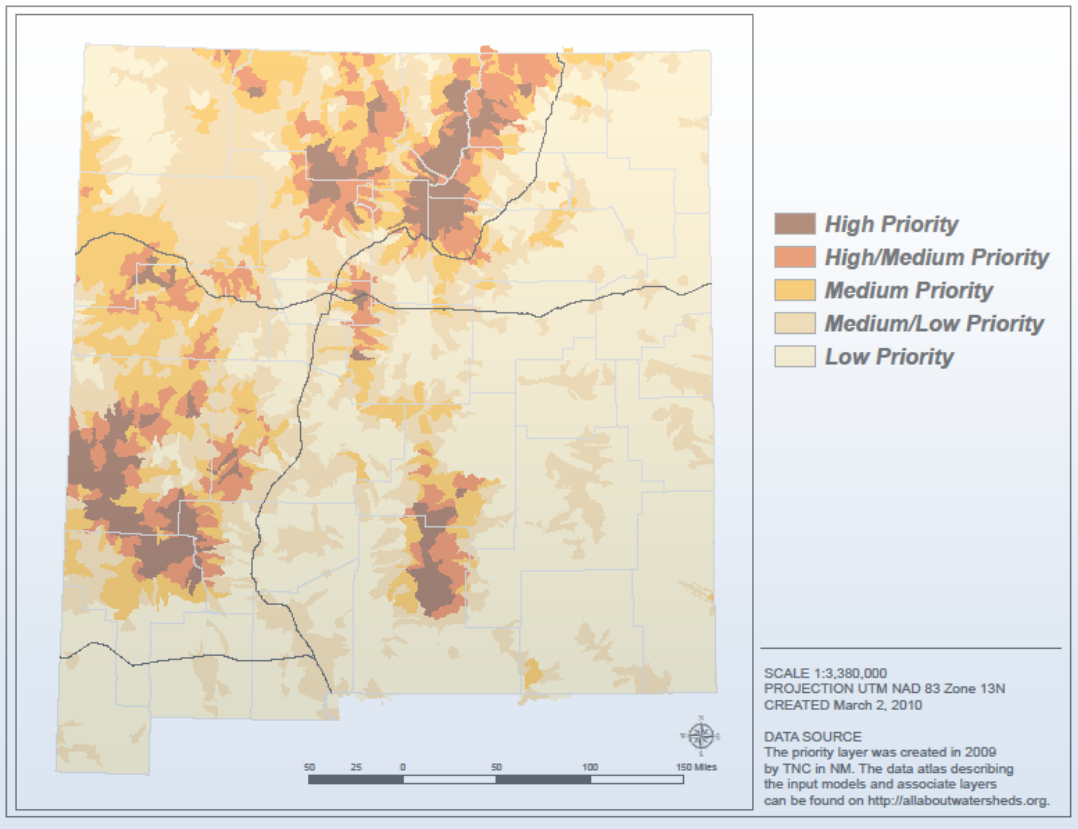 High Priority
High/Medium Priority
Medium Priority
Medium/Low Priority
Low Priority
SCALE 1:3,380,000
PROJECTION UTM NAD 83 Zone 13N
CREATED March 2, 2010
DATA SOURCE
The priority layer was created in 2009
by TNC in NM. The data atlas describing
the input models and associate layers
can be found on http://allaboutwatersheds.org.
N
W E
S
50 25 0 50 100 150 Miles